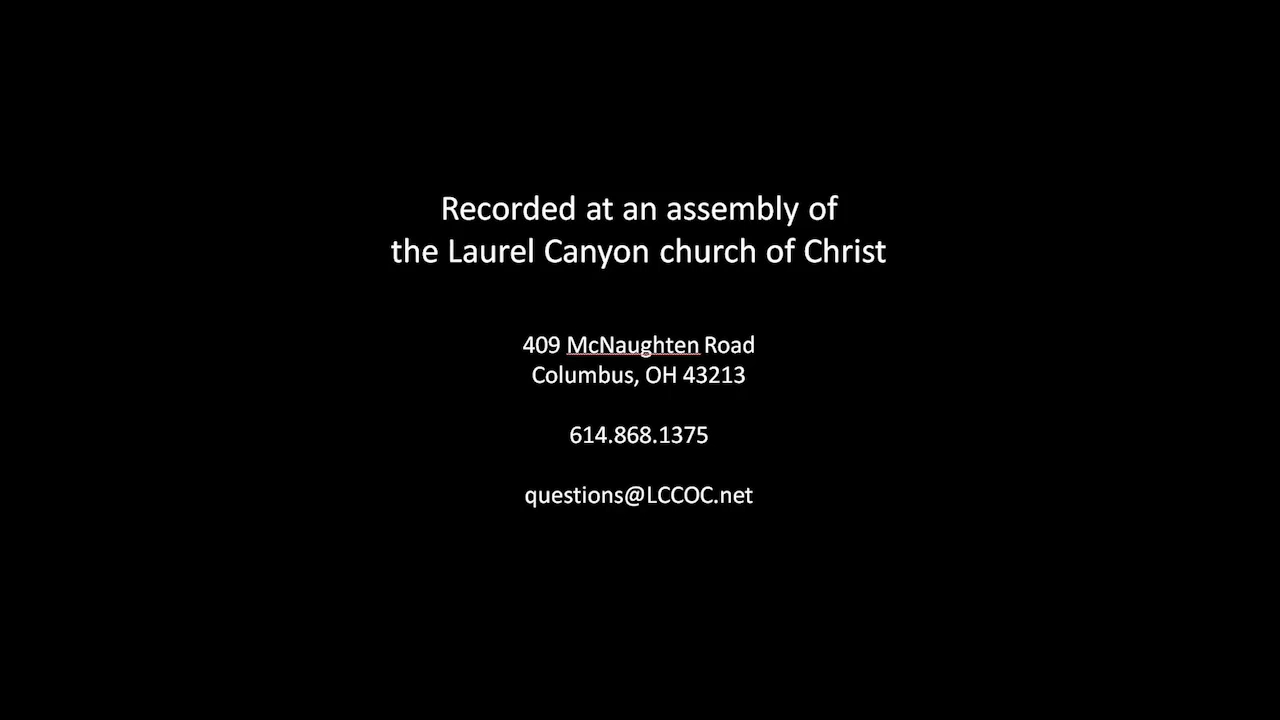 Recorded at an assembly of
the Laurel Canyon church of Christ
409 McNaughten Road
Columbus, OH 43213
614.868.1375
questions@LCCOC.net